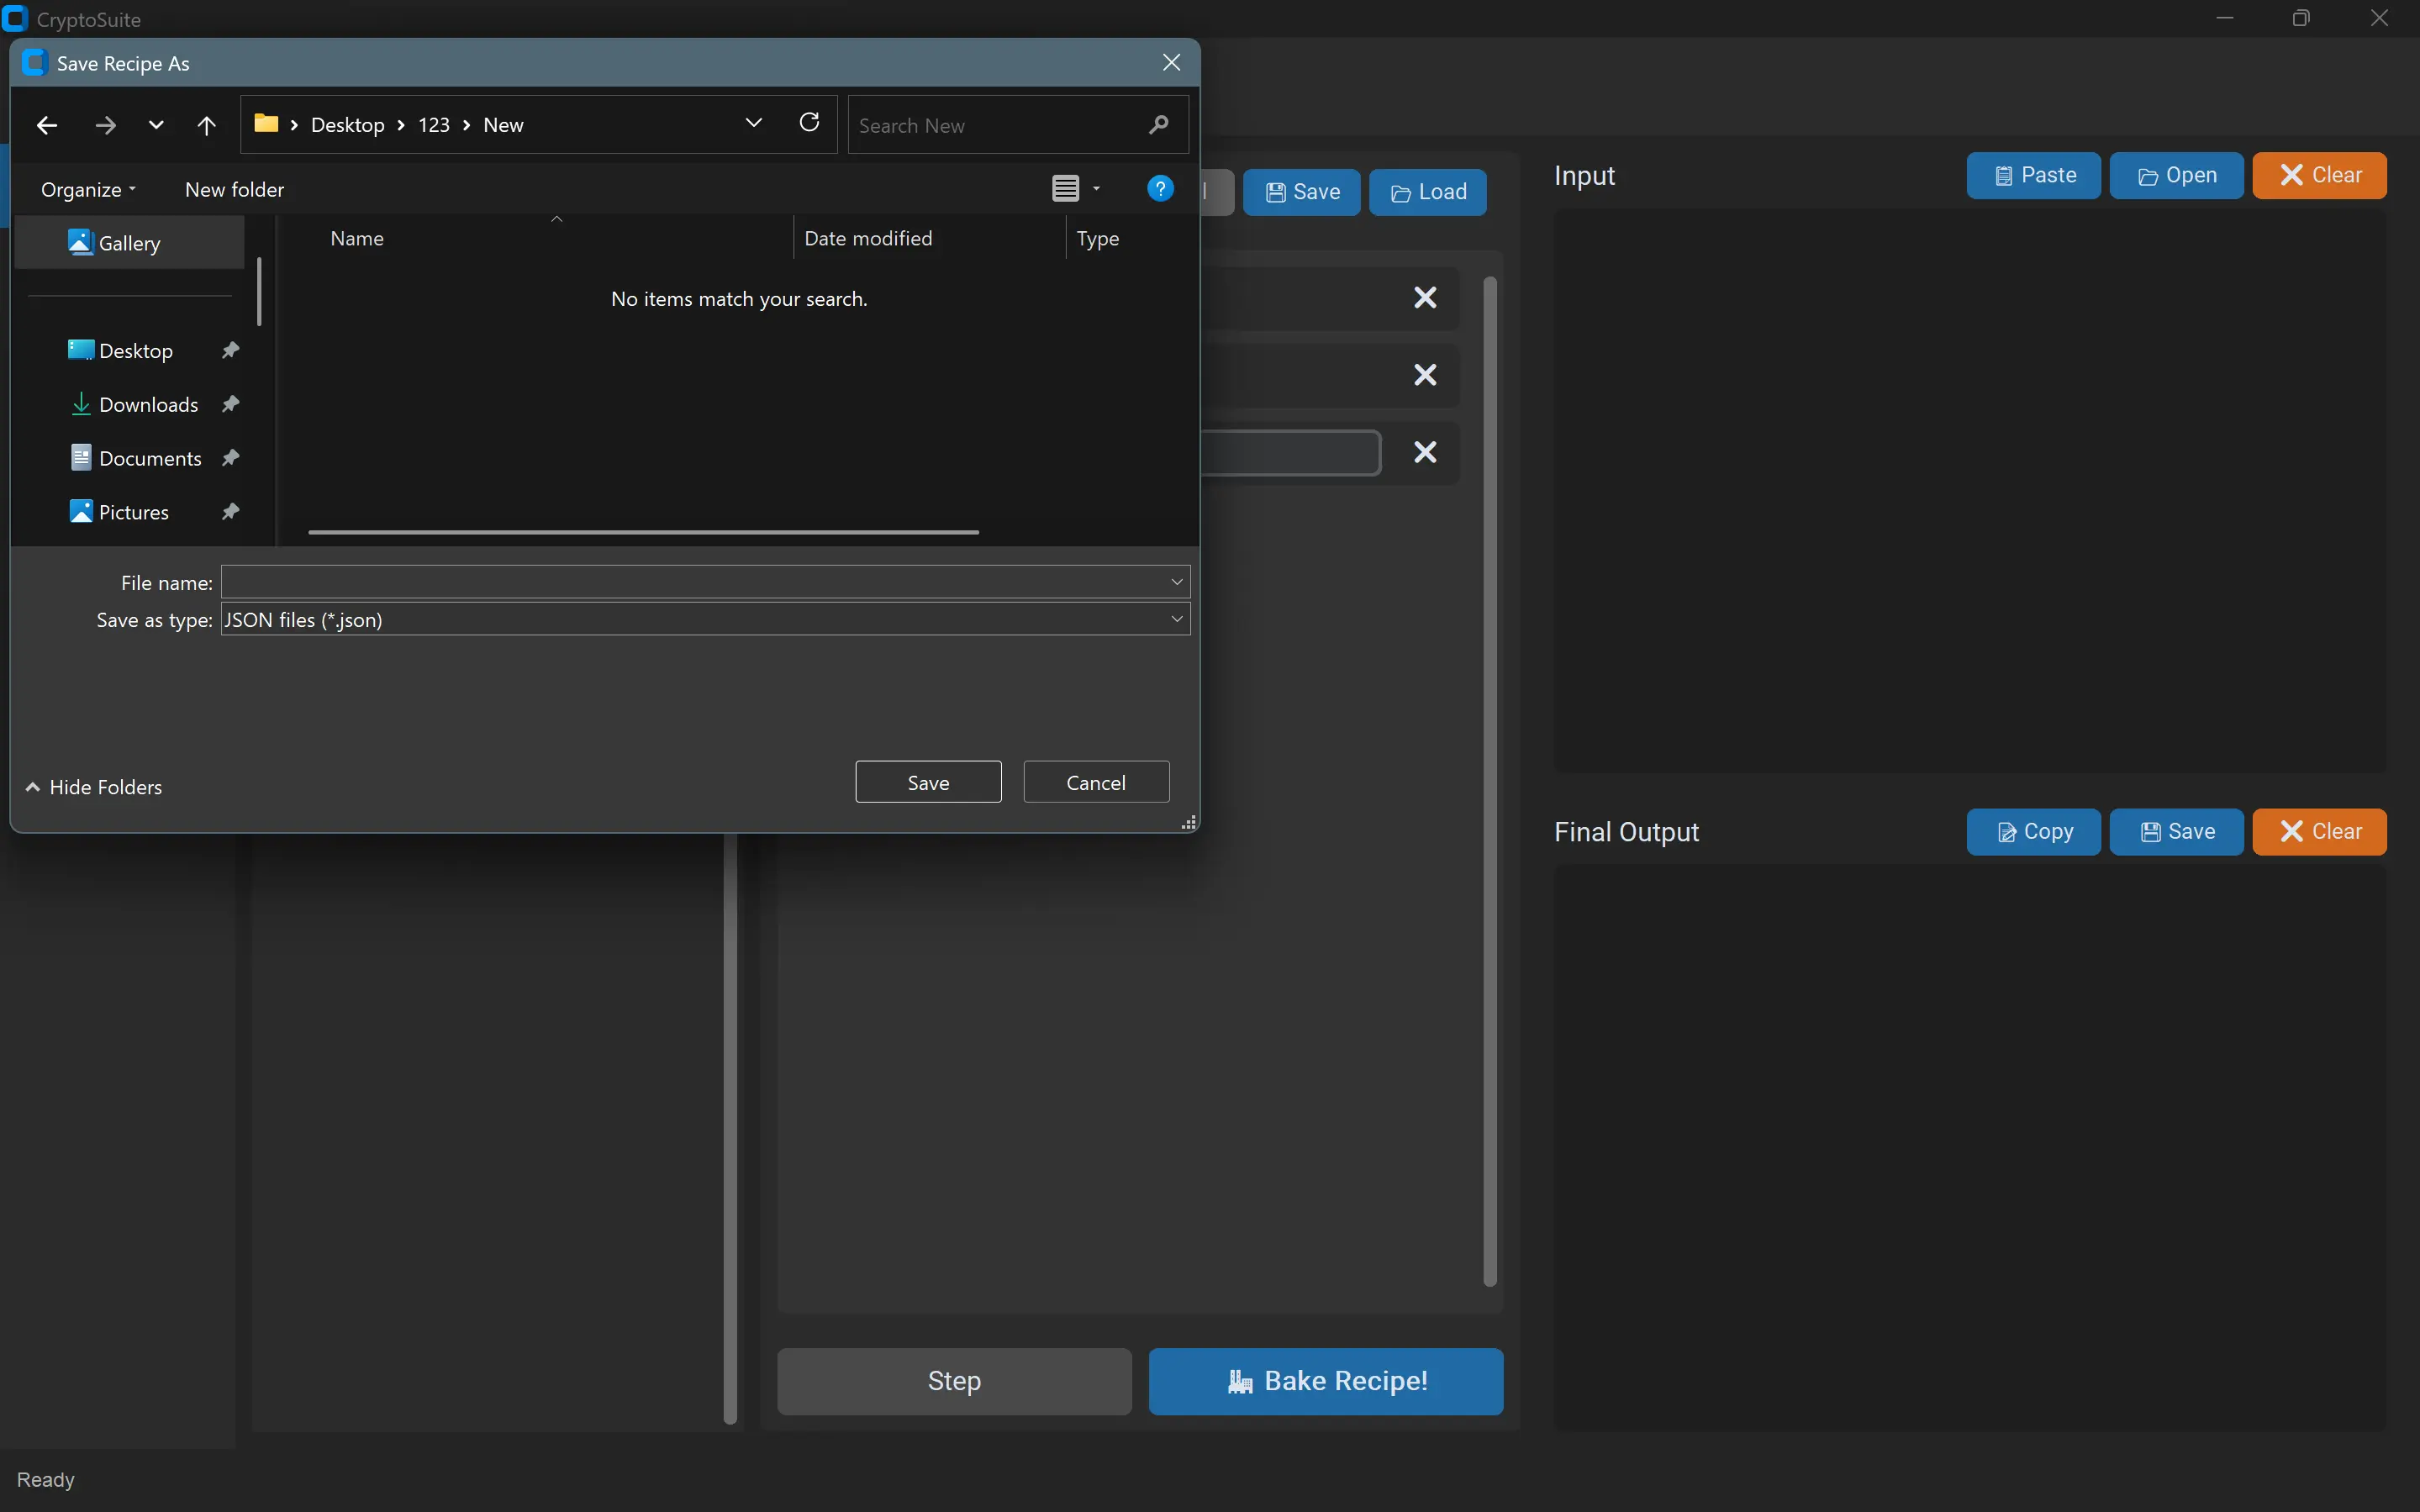 CryptoSuite
Save Recipe As
Desktop > 123 > New
Search New
Organize
New folder
Gallery
Desktop
Downloads
Documents
Pictures
Name
Date modified
Type
No items match your search.
File name:
Save as type: JSON files (*.json)
Hide Folders
Save
Cancel
Save
Load
Step
Bake Recipe!
Input
Paste
Open
Clear
Final Output
Copy
Save
Clear
Ready